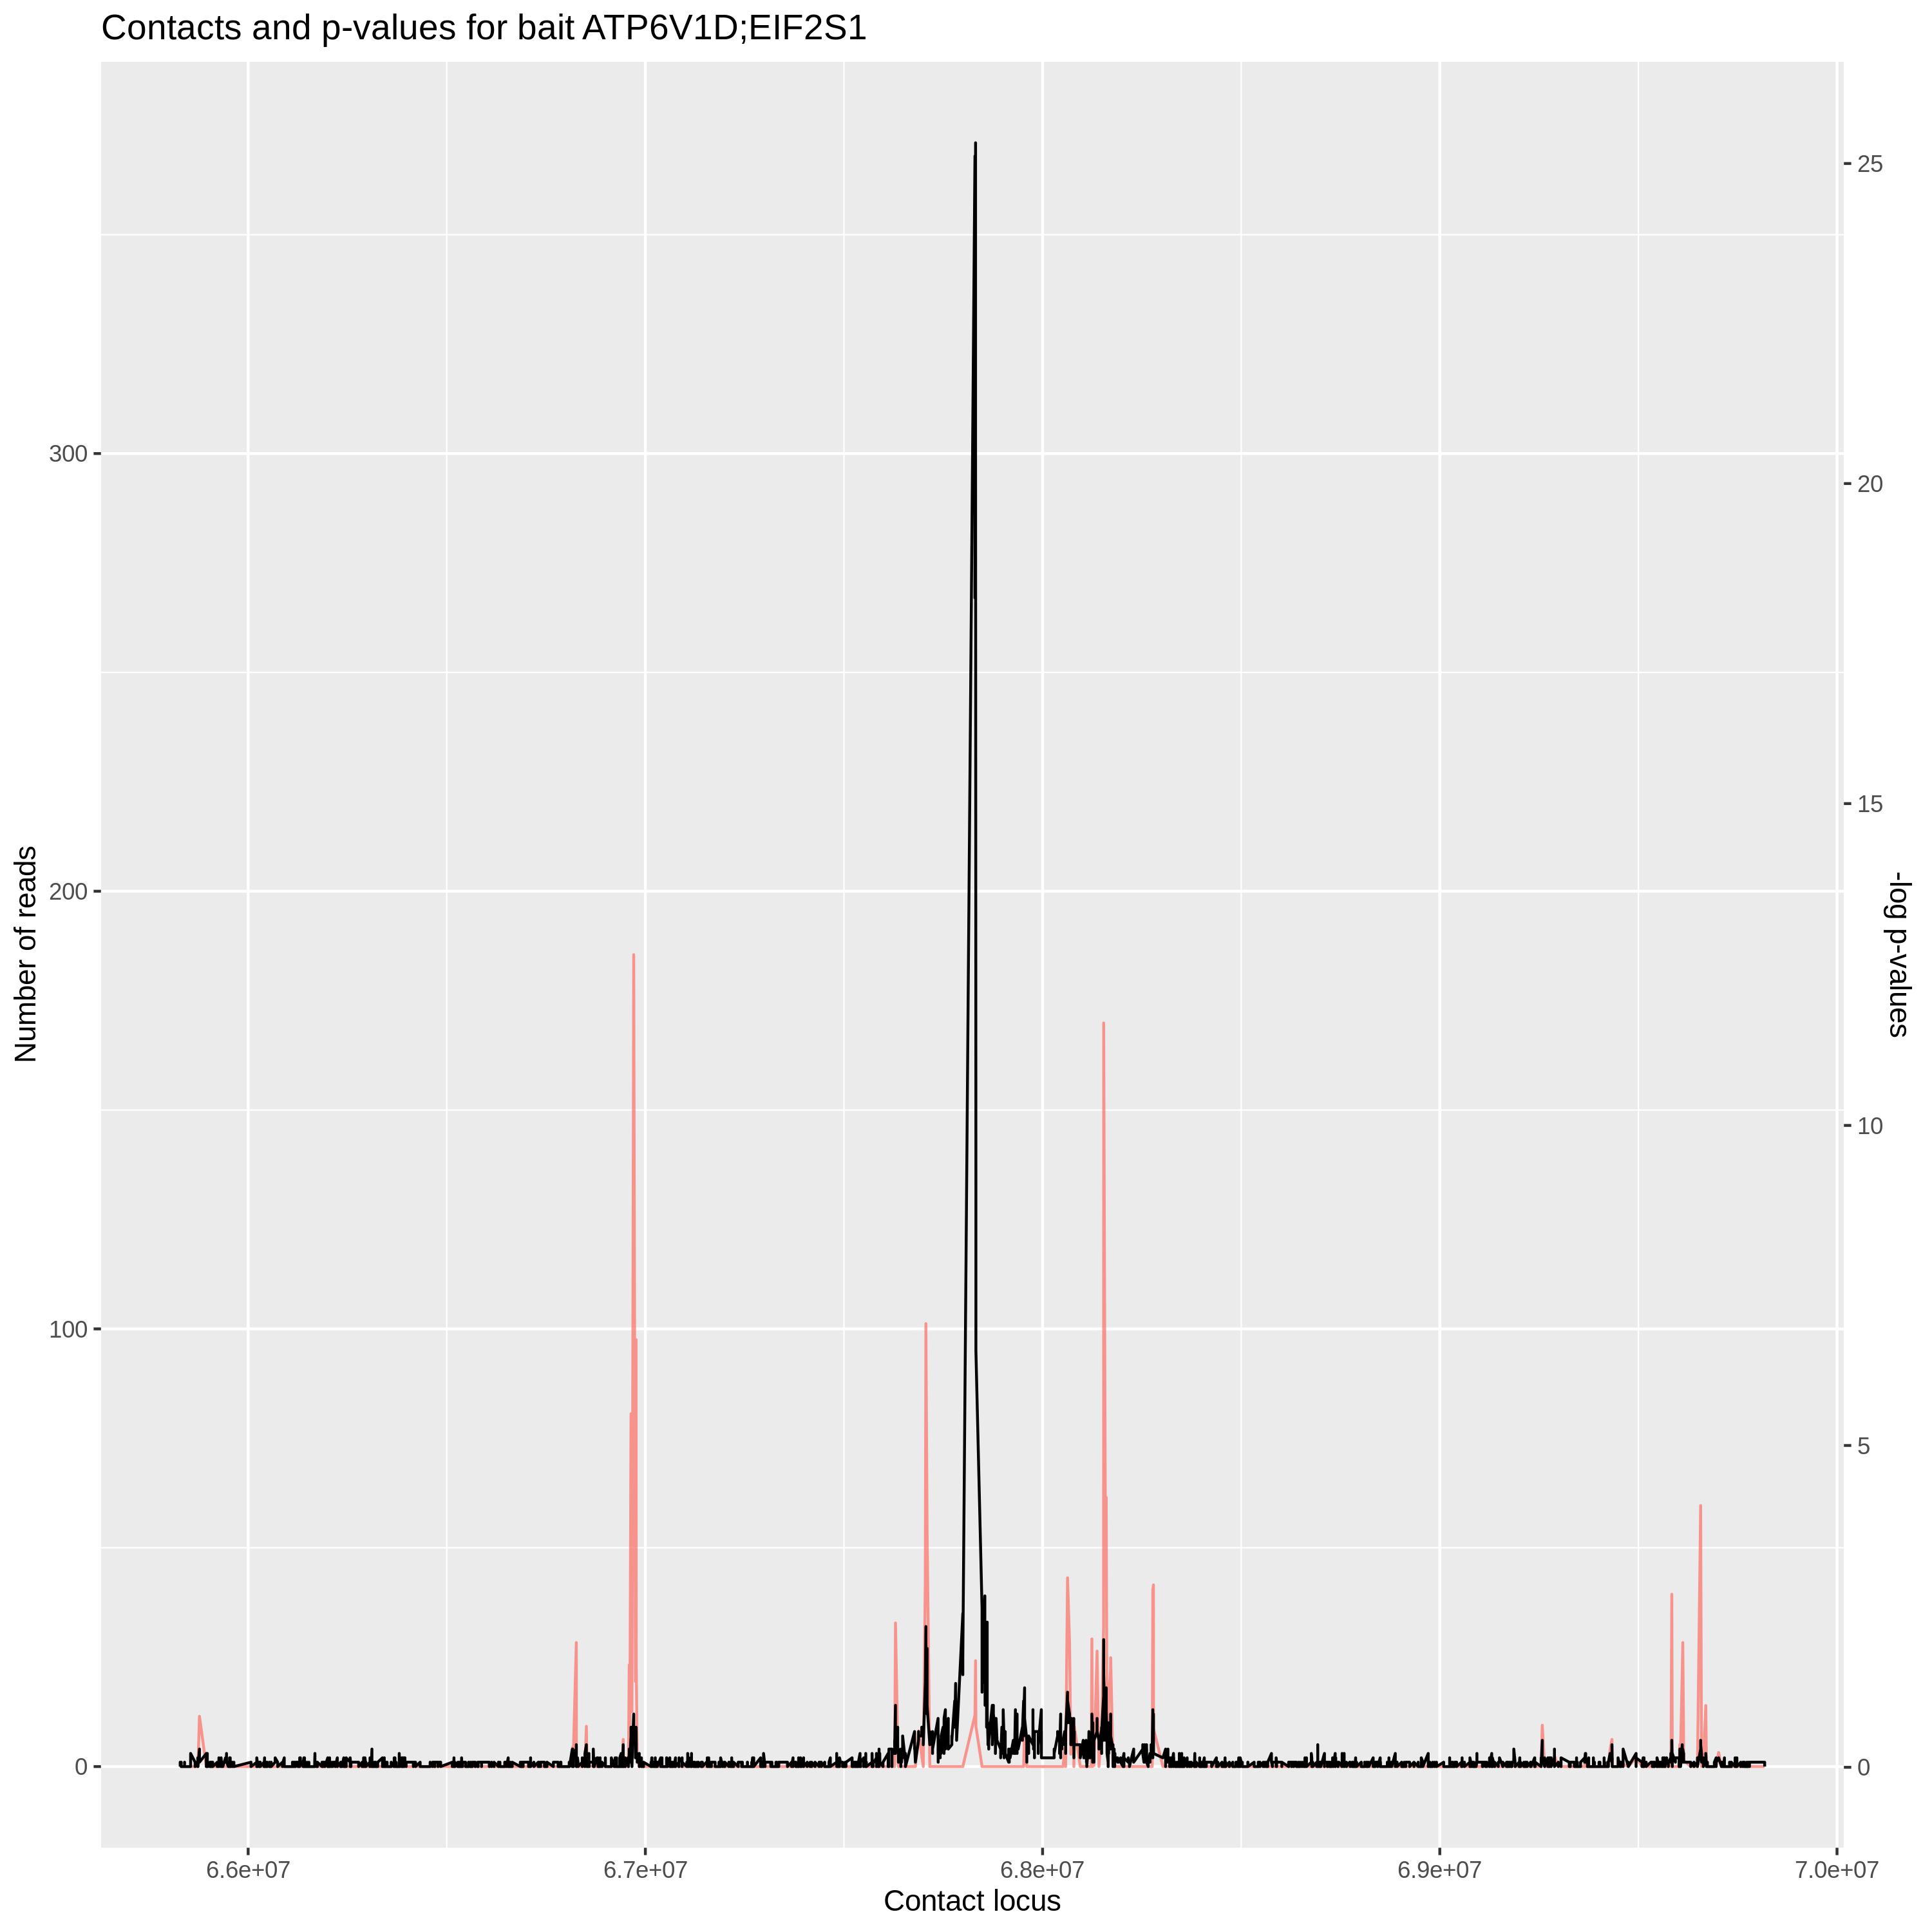 Contacts and p-values for bait ATP6V1D;EIF2S1
Number of reads
300
200
100
0
25
20
15
10
5
0
-log p-values
6.6e+07
6.7e+07
6.8e+07
6.9e+07
7.0e+07
Contact locus